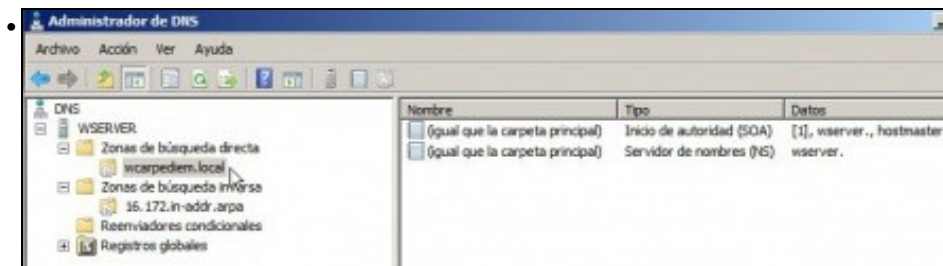 Administrador de DNS
Archivo Acción Ver Ayuda
DNS
WSERVER
Zonas de búsqueda directa
wcarpediem.local
Zonas de búsqueda inversa
16.172.in-addr.arpa
Reenviadores condicionales
Registros globales
Nombre Tipo Datos
(igual que la carpeta principal) Inicio de autoridad (SOA) [1], wserver., hostmaster
(igual que la carpeta principal) Servidor de nombres (NS) wserver.